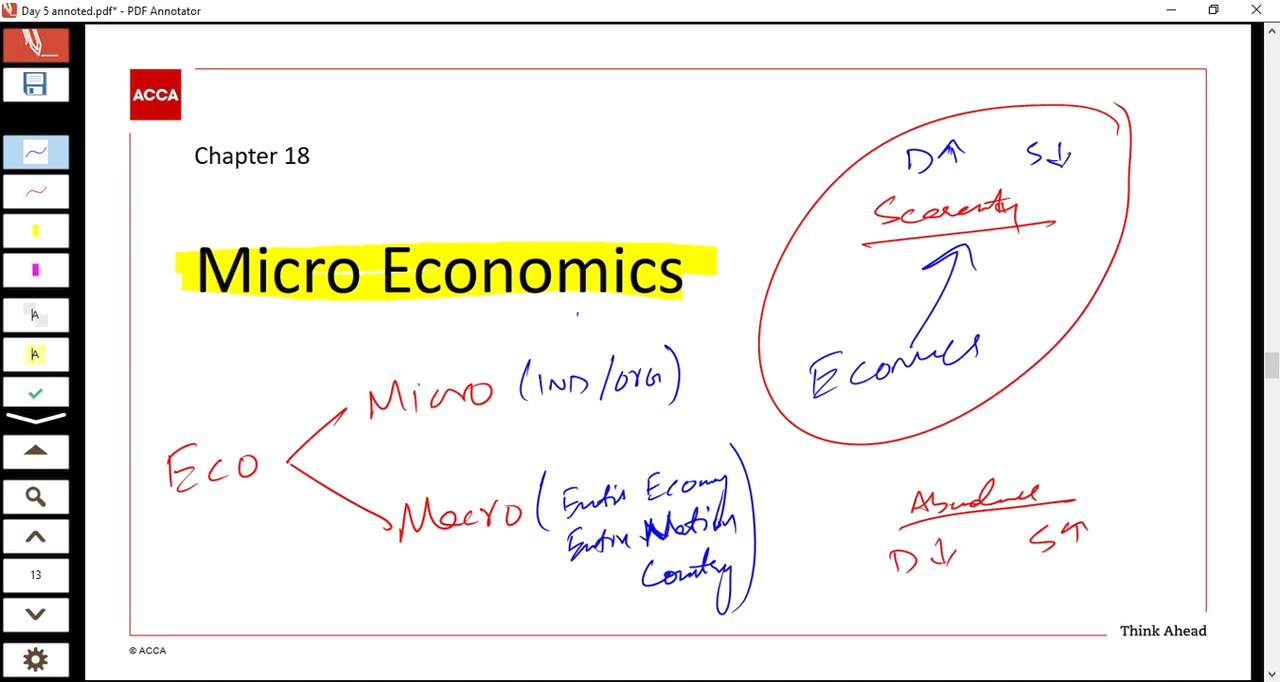 Day 5 annoted.pdf* - PDF Annotator
ACCA
Chapter 18
D↑ S↓
Scarcity
Micro Economics
Economics
Eco
Micro (IND/ORG)
Macro (Entire Economy
Entire Nation
Country)
Abundance
D↓ S↑
13
Think Ahead
© ACCA